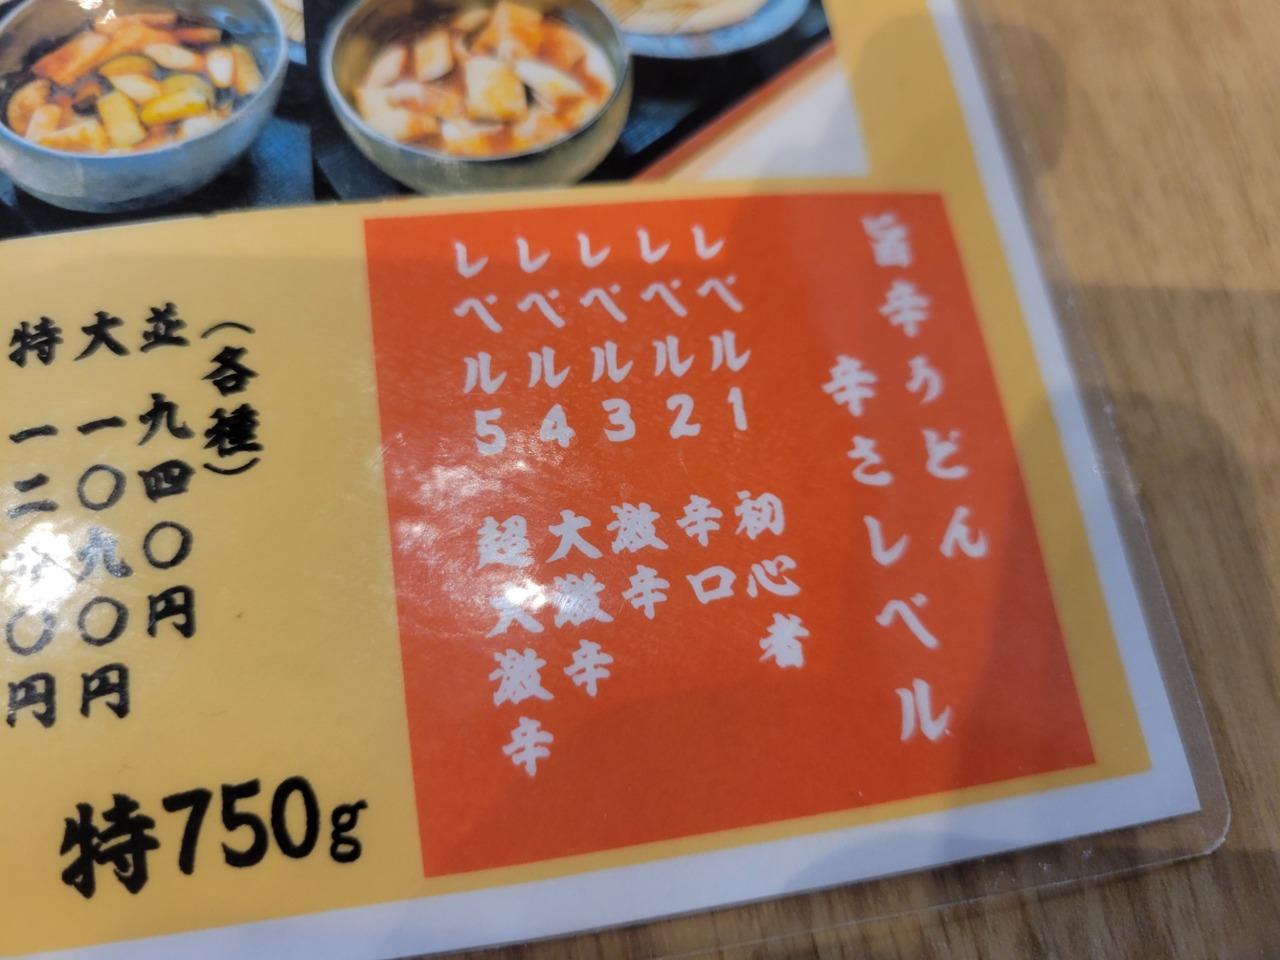 旨辛うどん
辛さレベル
レベル1 初心者
レベル2 辛口
レベル3 激辛
レベル4 大激辛
レベル5 超大激辛
（各種）
並 九四〇円
大 一〇九〇円
特 一二 〇円
特750g